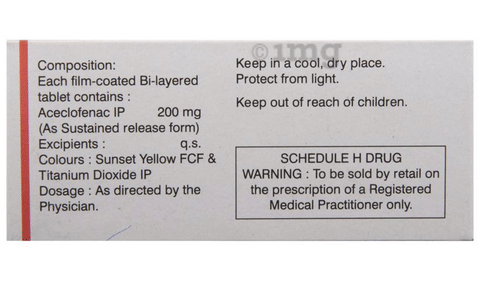 ©1mg
Composition:
Each film-coated Bi-layered
tablet contains :
Aceclofenac IP 200 mg
(As Sustained release form)
Excipients : q.s.
Colours : Sunset Yellow FCF &
Titanium Dioxide IP
Dosage : As directed by the
Physician.
Keep in a cool, dry place.
Protect from light.
Keep out of reach of children.
SCHEDULE H DRUG
WARNING : To be sold by retail on
the prescription of a Registered
Medical Practitioner only.